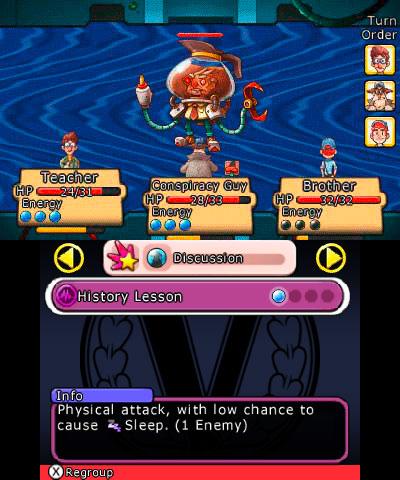 Turn
Order
Teacher
HP 24/31
Energy
Conspiracy Guy
HP 28/33
Energy
Brother
HP 32/32
Energy
Discussion
History Lesson
Info
Physical attack, with low chance to
cause Sleep. (1 Enemy)
X Regroup